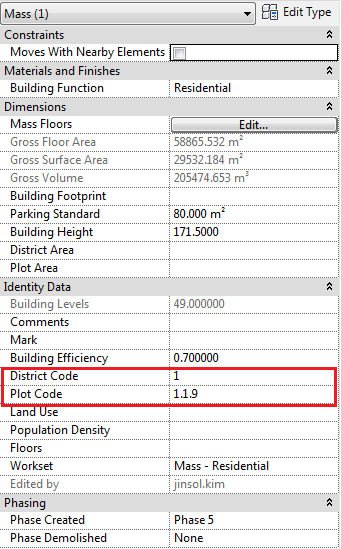 Mass (1) Edit Type
Constraints
Moves With Nearby Elements
Materials and Finishes
Building Function Residential
Dimensions
Mass Floors Edit...
Gross Floor Area 58865.532 m²
Gross Surface Area 29532.184 m²
Gross Volume 205474.653 m³
Building Footprint
Parking Standard 80.000 m²
Building Height 171.5000
District Area
Plot Area
Identity Data
Building Levels 49.000000
Comments
Mark
Building Efficiency 0.700000
District Code 1
Plot Code 1.1.9
Land Use
Population Density
Floors
Workset Mass - Residential
Edited by jinsol.kim
Phasing
Phase Created Phase 5
Phase Demolished None